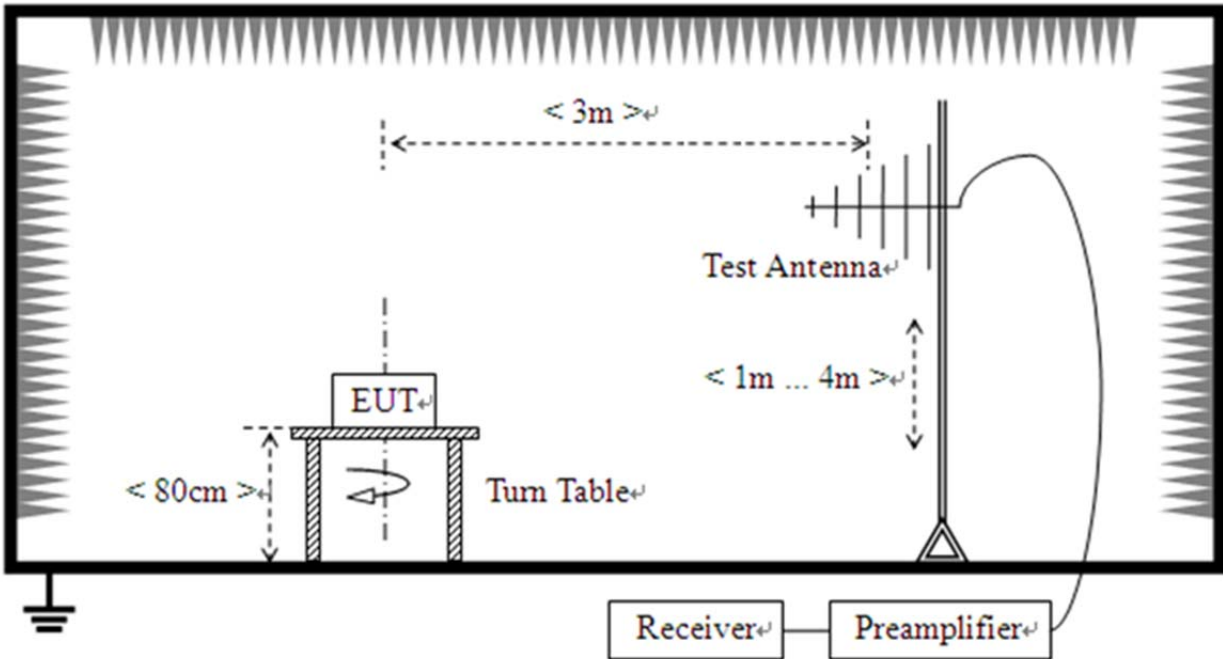 < 3m >↵
Test Antenna↵
< 1m ... 4m >↵
EUT↵
< 80cm >↵
Turn Table↵
Receiver↵
Preamplifier↵